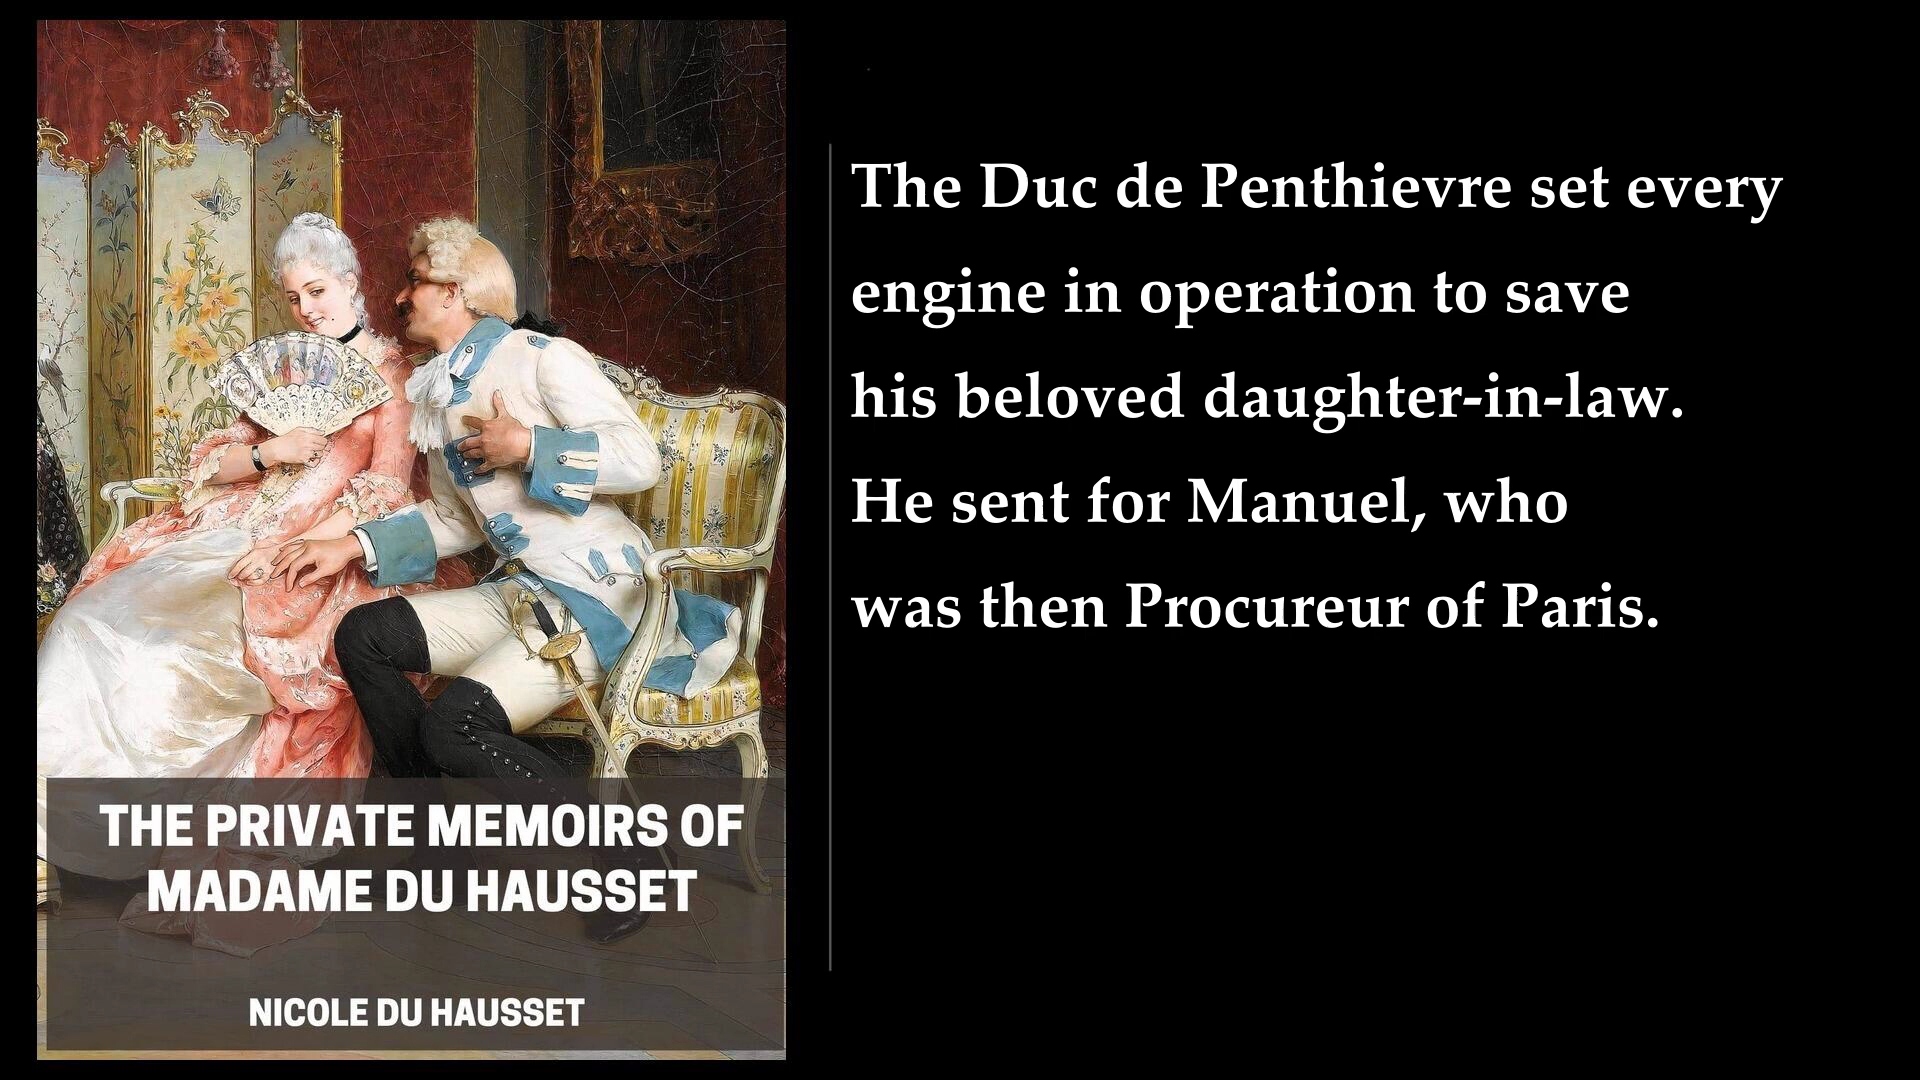 The Duc de Penthievre set every
engine in operation to save
his beloved daughter-in-law.
He sent for Manuel, who
was then Procureur of Paris.
THE PRIVATE MEMOIRS OF
MADAME DU HAUSSET
NICOLE DU HAUSSET